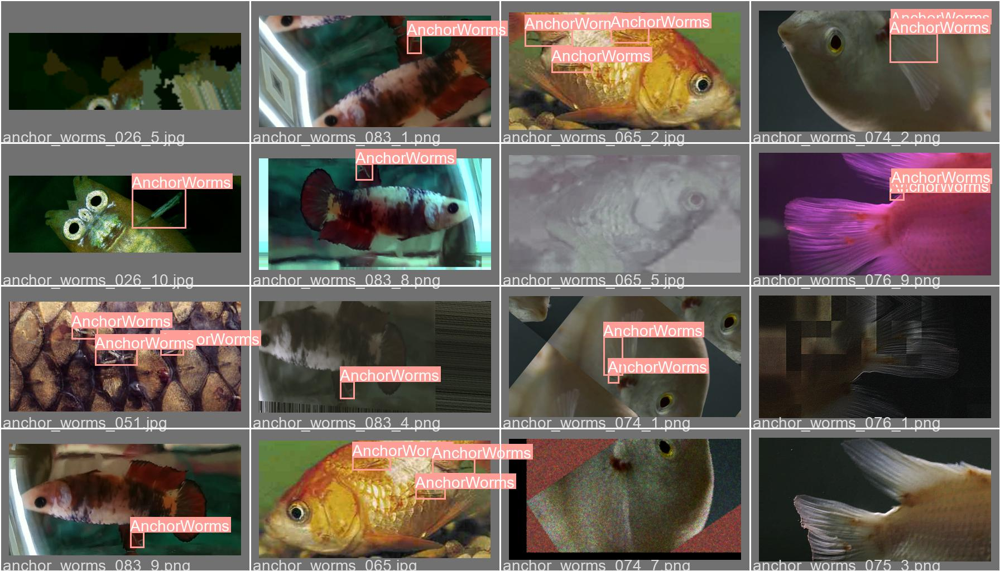 anchor_worms_026_5.jpg
AnchorWorms
anchor_worms_083_1.png
AnchorWorn
AnchorWorms
AnchorWorms
anchor_worms_065_2.jpg
AnchorWorms
AnchorWorms
anchor_worms_074_2.png
AnchorWorms
anchor_worms_026_10.jpg
AnchorWorms
anchor_worms_083_8.png
anchor_worms_065_5.jpg
AnchorWorms
AnchorWorms
anchor_worms_076_9.png
AnchorWorms
AnchorWorms
orWorms
anchor_worms_051.jpg
AnchorWorms
anchor_worms_083_4.png
AnchorWorms
AnchorWorms
anchor_worms_074_1.png
anchor_worms_076_1.png
AnchorWorms
anchor_worms_083_9.png
AnchorWor
AnchorWorms
AnchorWorms
anchor_worms_065.jpg
anchor_worms_074_7.png
anchor_worms_075_3.png